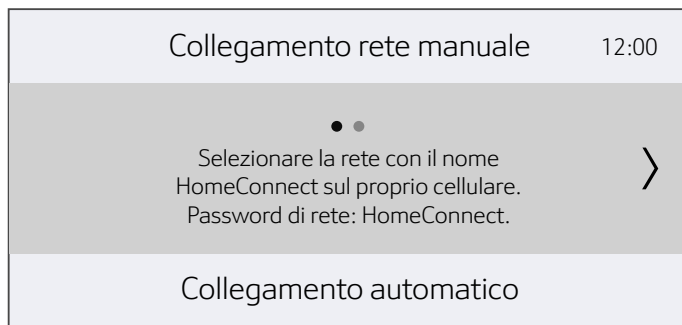 Collegamento rete manuale 12:00
Selezionare la rete con il nome
HomeConnect sul proprio cellulare.
Password di rete: HomeConnect.
Collegamento automatico